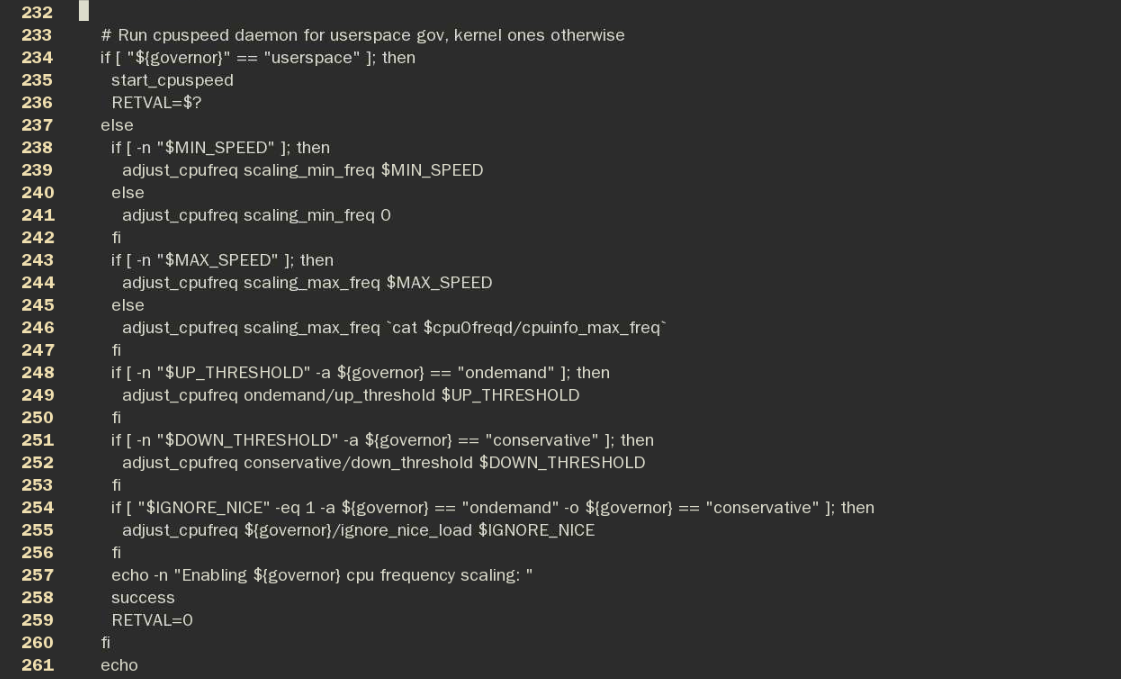 232
233 # Run cpuspeed daemon for userspace gov, kernel ones otherwise
234 if [ "${governor}" == "userspace" ]; then
235 start_cpuspeed
236 RETVAL=$?
237 else
238 if [ -n "$MIN_SPEED" ]; then
239 adjust_cpufreq scaling_min_freq $MIN_SPEED
240 else
241 adjust_cpufreq scaling_min_freq 0
242 fi
243 if [ -n "$MAX_SPEED" ]; then
244 adjust_cpufreq scaling_max_freq $MAX_SPEED
245 else
246 adjust_cpufreq scaling_max_freq `cat $cpu0freqd/cpuinfo_max_freq`
247 fi
248 if [ -n "$UP_THRESHOLD" -a ${governor} == "ondemand" ]; then
249 adjust_cpufreq ondemand/up_threshold $UP_THRESHOLD
250 fi
251 if [ -n "$DOWN_THRESHOLD" -a ${governor} == "conservative" ]; then
252 adjust_cpufreq conservative/down_threshold $DOWN_THRESHOLD
253 fi
254 if [ "$IGNORE_NICE" -eq 1 -a ${governor} == "ondemand" -o ${governor} == "conservative" ]; then
255 adjust_cpufreq ${governor}/ignore_nice_load $IGNORE_NICE
256 fi
257 echo -n "Enabling ${governor} cpu frequency scaling: "
258 success
259 RETVAL=0
260 fi
261 echo